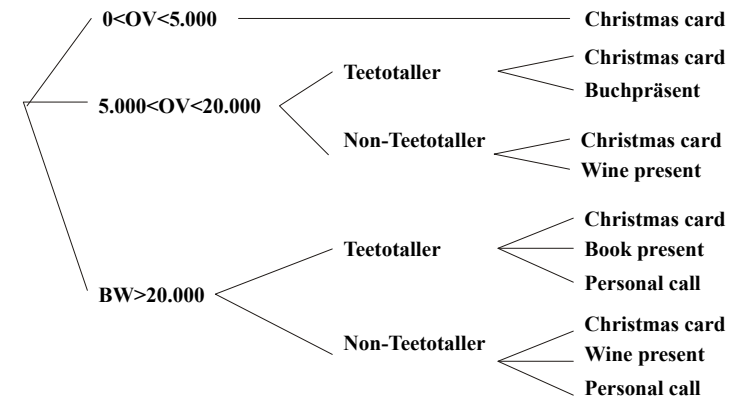 0<OV<5.000
Christmas card
5.000<OV<20.000
Teetotaller
Christmas card
Buchpräsent
Non-Teetotaller
Christmas card
Wine present
BW>20.000
Teetotaller
Christmas card
Book present
Personal call
Non-Teetotaller
Christmas card
Wine present
Personal call